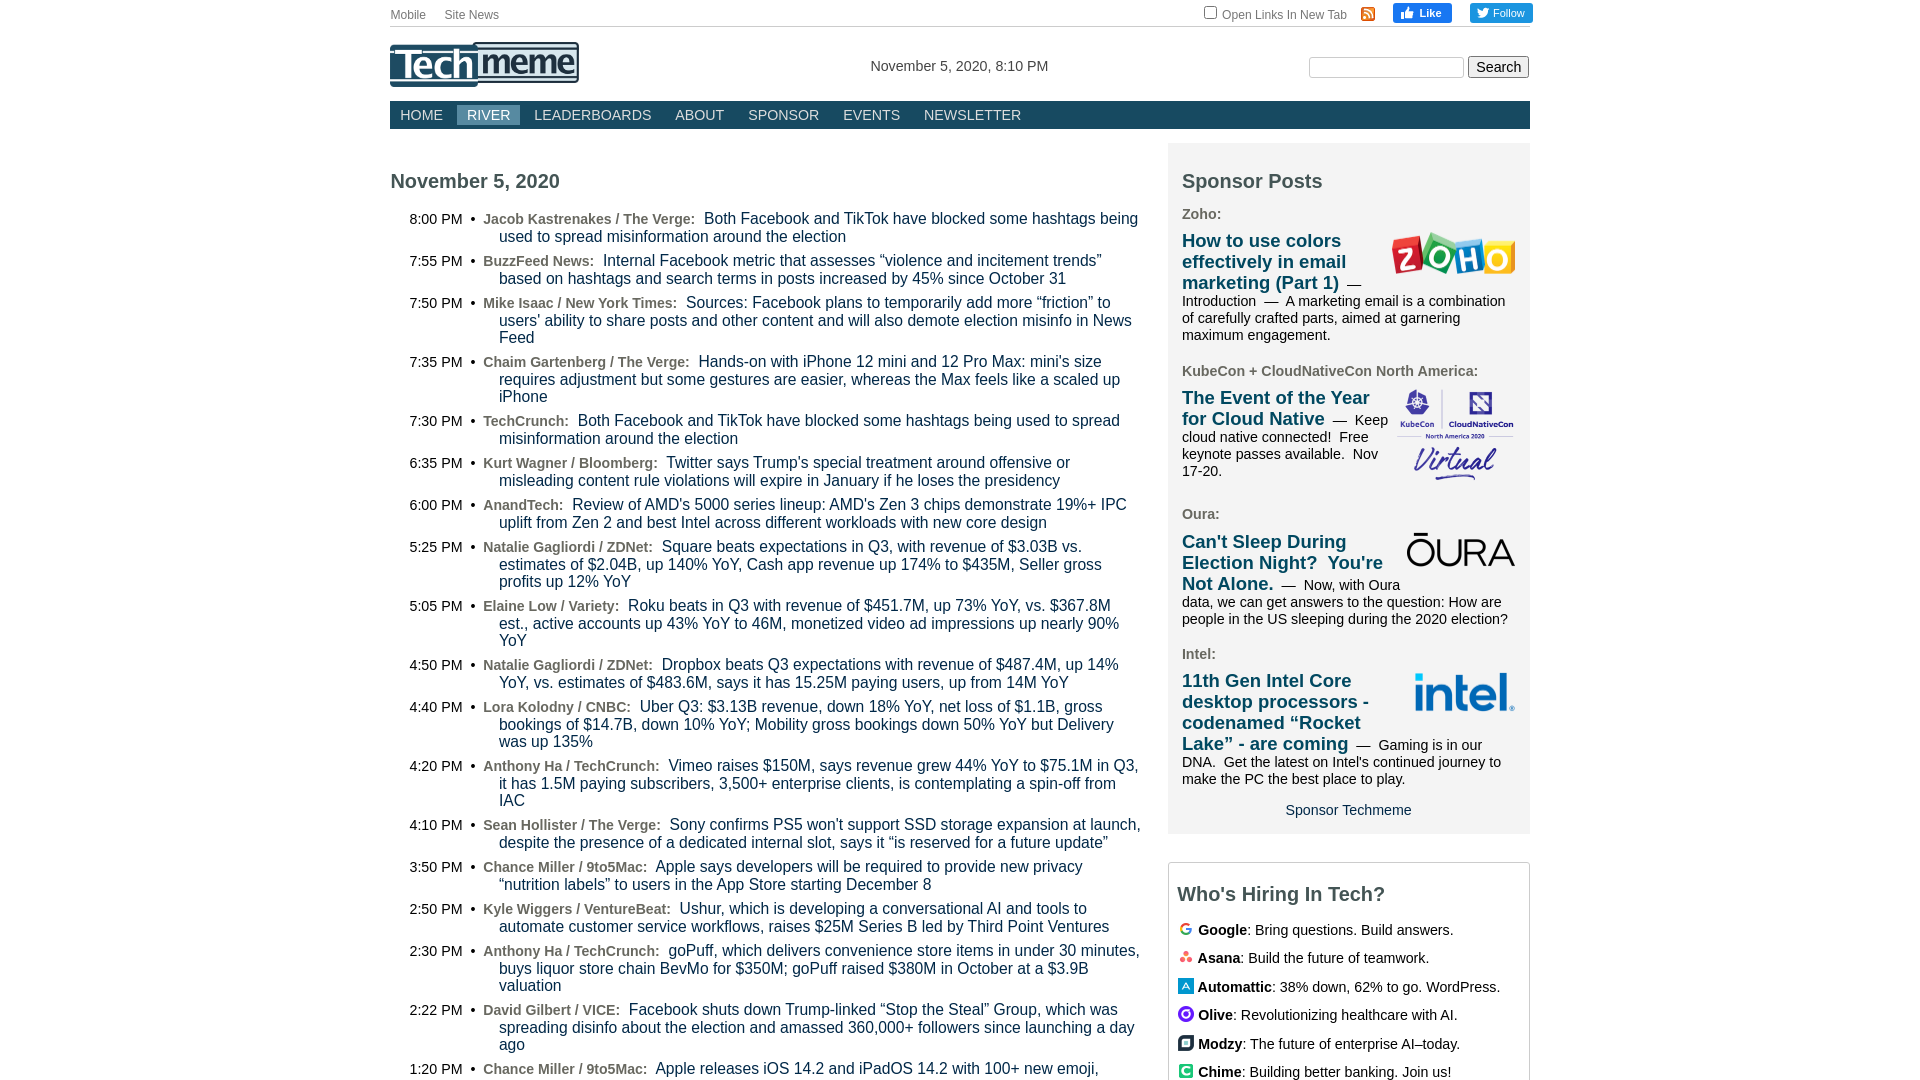 Mobile Site News
Open Links In New Tab Like Follow
Techmeme
November 5, 2020, 8:10 PM
Search
HOME RIVER LEADERBOARDS ABOUT SPONSOR EVENTS NEWSLETTER
November 5, 2020
8:00 PM • Jacob Kastrenakes / The Verge: Both Facebook and TikTok have blocked some hashtags being
used to spread misinformation around the election
7:55 PM • BuzzFeed News: Internal Facebook metric that assesses “violence and incitement trends”
based on hashtags and search terms in posts increased by 45% since October 31
7:50 PM • Mike Isaac / New York Times: Sources: Facebook plans to temporarily add more “friction” to
users' ability to share posts and other content and will also demote election misinfo in News
Feed
7:35 PM • Chaim Gartenberg / The Verge: Hands-on with iPhone 12 mini and 12 Pro Max: mini's size
requires adjustment but some gestures are easier, whereas the Max feels like a scaled up
iPhone
7:30 PM • TechCrunch: Both Facebook and TikTok have blocked some hashtags being used to spread
misinformation around the election
6:35 PM • Kurt Wagner / Bloomberg: Twitter says Trump's special treatment around offensive or
misleading content rule violations will expire in January if he loses the presidency
6:00 PM • AnandTech: Review of AMD's 5000 series lineup: AMD's Zen 3 chips demonstrate 19%+ IPC
uplift from Zen 2 and best Intel across different workloads with new core design
5:25 PM • Natalie Gagliordi / ZDNet: Square beats expectations in Q3, with revenue of $3.03B vs.
estimates of $2.04B, up 140% YoY, Cash app revenue up 174% to $435M, Seller gross
profits up 12% YoY
5:05 PM • Elaine Low / Variety: Roku beats in Q3 with revenue of $451.7M, up 73% YoY, vs. $367.8M
est., active accounts up 43% YoY to 46M, monetized video ad impressions up nearly 90%
YoY
4:50 PM • Natalie Gagliordi / ZDNet: Dropbox beats Q3 expectations with revenue of $487.4M, up 14%
YoY, vs. estimates of $483.6M, says it has 15.25M paying users, up from 14M YoY
4:40 PM • Lora Kolodny / CNBC: Uber Q3: $3.13B revenue, down 18% YoY, net loss of $1.1B, gross
bookings of $14.7B, down 10% YoY; Mobility gross bookings down 50% YoY but Delivery
was up 135%
4:20 PM • Anthony Ha / TechCrunch: Vimeo raises $150M, says revenue grew 44% YoY to $75.1M in Q3,
it has 1.5M paying subscribers, 3,500+ enterprise clients, is contemplating a spin-off from
IAC
4:10 PM • Sean Hollister / The Verge: Sony confirms PS5 won't support SSD storage expansion at launch,
despite the presence of a dedicated internal slot, says it “is reserved for a future update”
3:50 PM • Chance Miller / 9to5Mac: Apple says developers will be required to provide new privacy
“nutrition labels” to users in the App Store starting December 8
2:50 PM • Kyle Wiggers / VentureBeat: Ushur, which is developing a conversational AI and tools to
automate customer service workflows, raises $25M Series B led by Third Point Ventures
2:30 PM • Anthony Ha / TechCrunch: goPuff, which delivers convenience store items in under 30 minutes,
buys liquor store chain BevMo for $350M; goPuff raised $380M in October at a $3.9B
valuation
2:22 PM • David Gilbert / VICE: Facebook shuts down Trump-linked “Stop the Steal” Group, which was
spreading disinfo about the election and amassed 360,000+ followers since launching a day
ago
1:20 PM • Chance Miller / 9to5Mac: Apple releases iOS 14.2 and iPadOS 14.2 with 100+ new emoji,
Sponsor Posts
Zoho:
ZOHO
How to use colors
effectively in email
marketing (Part 1) —
Introduction — A marketing email is a combination
of carefully crafted parts, aimed at garnering
maximum engagement.
KubeCon + CloudNativeCon North America:
The Event of the Year
for Cloud Native — Keep
cloud native connected! Free
keynote passes available. Nov
17-20.
KubeCon CloudNativeCon
North America 2020
Virtual
Oura:
ŌURA
Can't Sleep During
Election Night? You're
Not Alone. — Now, with Oura
data, we can get answers to the question: How are
people in the US sleeping during the 2020 election?
Intel:
intel®
11th Gen Intel Core
desktop processors -
codenamed “Rocket
Lake” - are coming — Gaming is in our
DNA. Get the latest on Intel's continued journey to
make the PC the best place to play.
Sponsor Techmeme
Who's Hiring In Tech?
Google: Bring questions. Build answers.
Asana: Build the future of teamwork.
Automattic: 38% down, 62% to go. WordPress.
Olive: Revolutionizing healthcare with AI.
Modzy: The future of enterprise AI–today.
Chime: Building better banking. Join us!